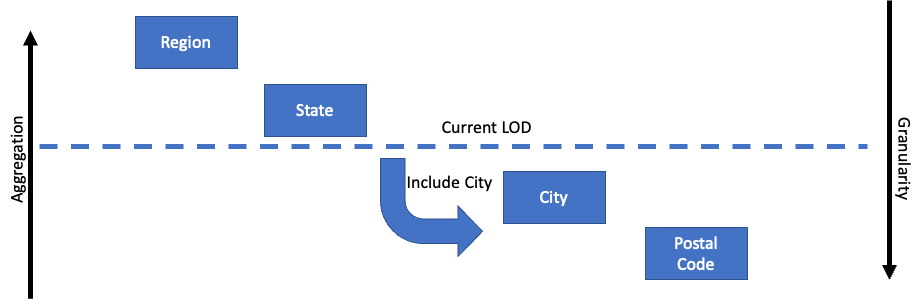 Region
State
Current LOD
Aggregation
Granularity
Include City
City
Postal
Code